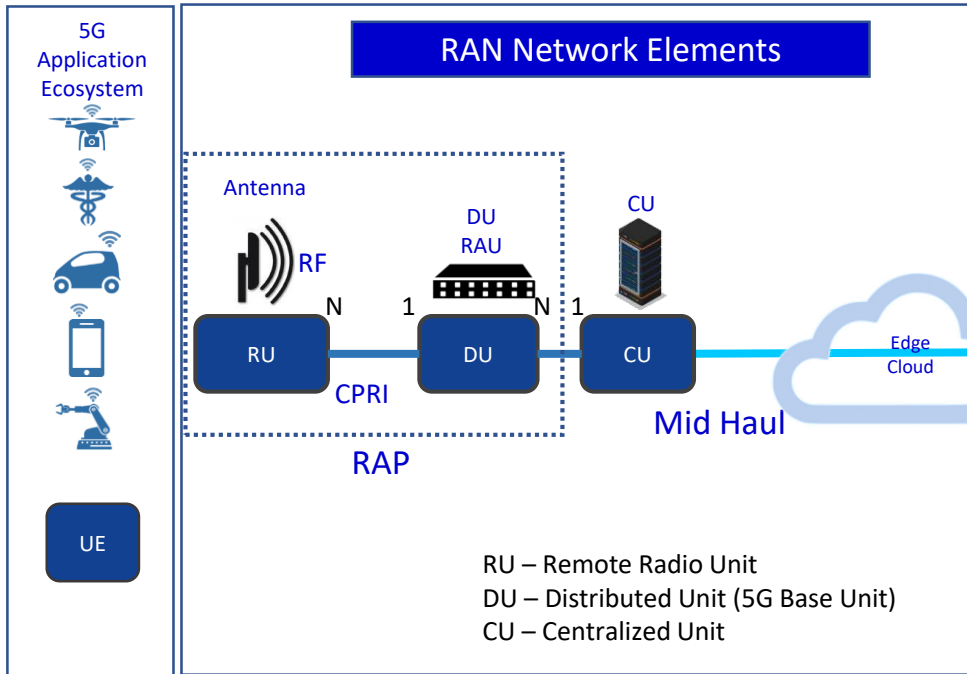 5G
Application
Ecosystem
UE
RAN Network Elements
Antenna
RF
DU
RAU
CU
N
1
N
1
RU
DU
CU
CPRI
RAP
Mid Haul
Edge
Cloud
RU – Remote Radio Unit
DU – Distributed Unit (5G Base Unit)
CU – Centralized Unit